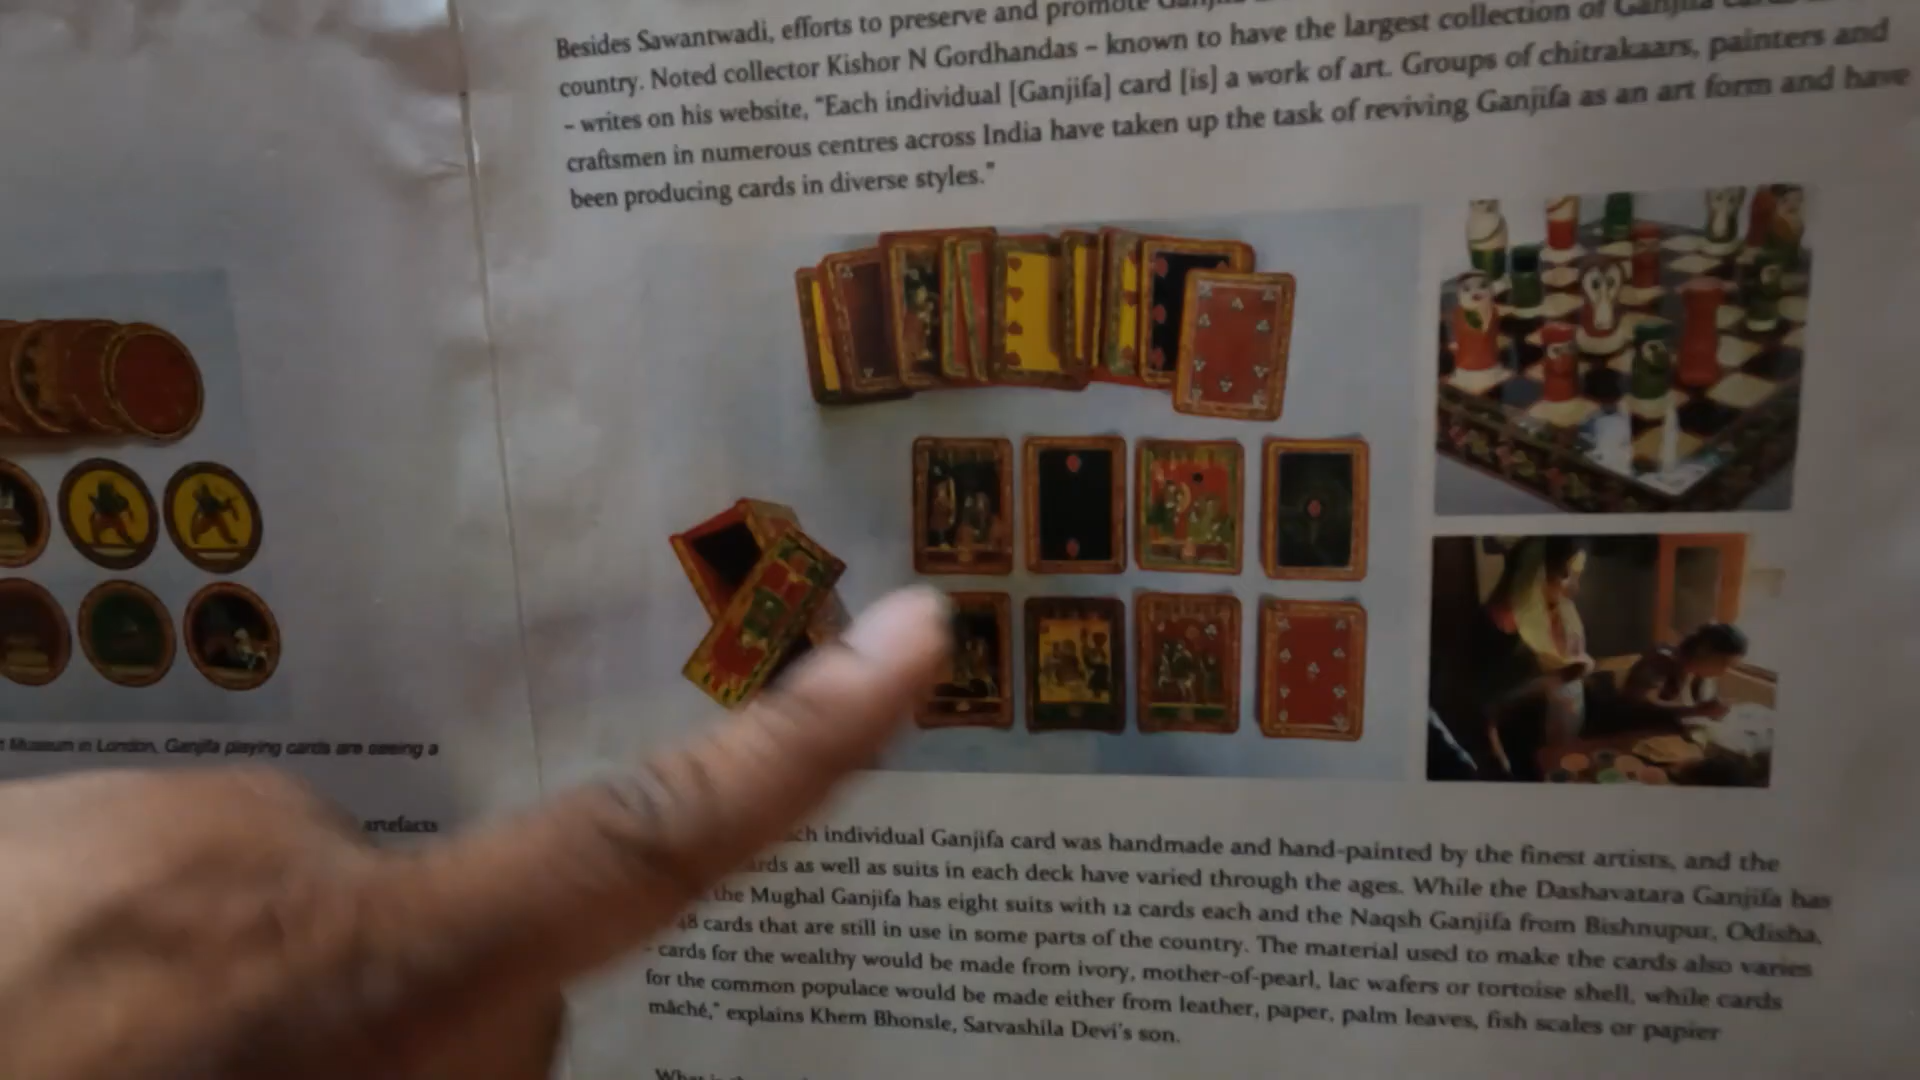 Besides Sawantwadi, efforts to preserve and promote
country. Noted collector Kishor N Gordhandas – known to have the largest collection of Ganjifa
– writes on his website, "Each individual [Ganjifa] card [is] a work of art. Groups of chitrakaars, painters and
craftsmen in numerous centres across India have taken up the task of reviving Ganjifa as an art form and have
been producing cards in diverse styles."
Museum in London, Ganjifa playing cards are seeing a
artefacts
individual Ganjifa card was handmade and hand-painted by the finest artists, and the
as well as suits in each deck have varied through the ages. While the Dashavatara Ganjifa has
the Mughal Ganjifa has eight suits with 12 cards each and the Naqsh Ganjifa from Bishnupur, Odisha,
48 cards that are still in use in some parts of the country. The material used to make the cards also varies
– cards for the wealthy would be made from ivory, mother-of-pearl, lac wafers or tortoise shell, while cards
for the common populace would be made either from leather, paper, palm leaves, fish scales or papier
mâché," explains Khem Bhonsle, Satvashila Devi's son.